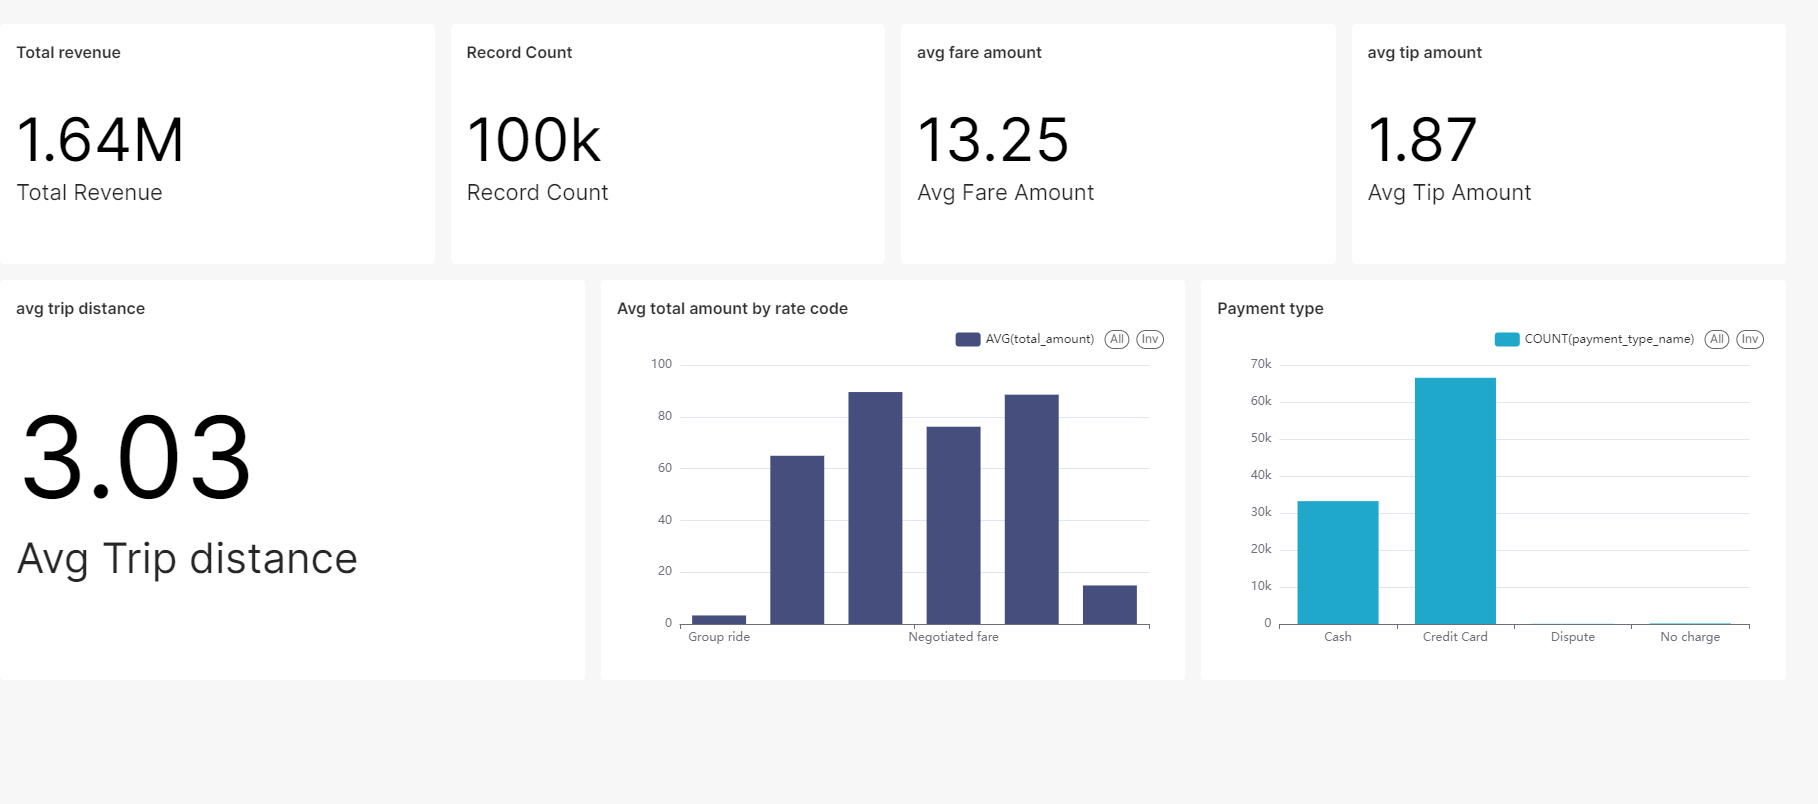 Total revenue
1.64M
Total Revenue
Record Count
100k
Record Count
avg fare amount
13.25
Avg Fare Amount
avg tip amount
1.87
Avg Tip Amount
avg trip distance
3.03
Avg Trip distance
Avg total amount by rate code
AVG(total_amount) All Inv
100
80
60
40
20
0
Group ride Negotiated fare
Payment type
COUNT(payment_type_name) All Inv
70k
60k
50k
40k
30k
20k
10k
0
Cash Credit Card Dispute No charge